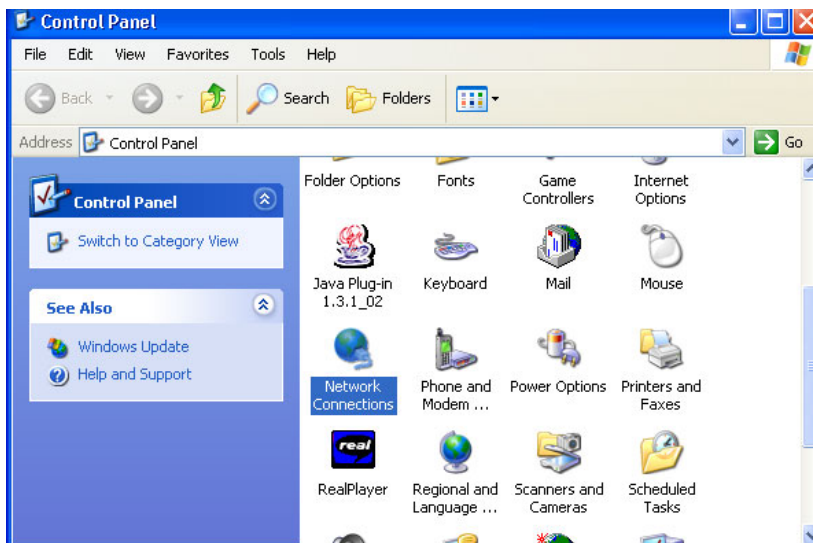 Control Panel
File Edit View Favorites Tools Help
Back Search Folders
Address Control Panel Go
Control Panel
Switch to Category View
See Also
Windows Update
Help and Support
Folder Options Fonts Game Internet
Controllers Options
Java Plug-in Keyboard Mail Mouse
1.3.1_02
Network Phone and Power Options Printers and
Connections Modem ... Faxes
real
RealPlayer Regional and Scanners and Scheduled
Language ... Cameras Tasks